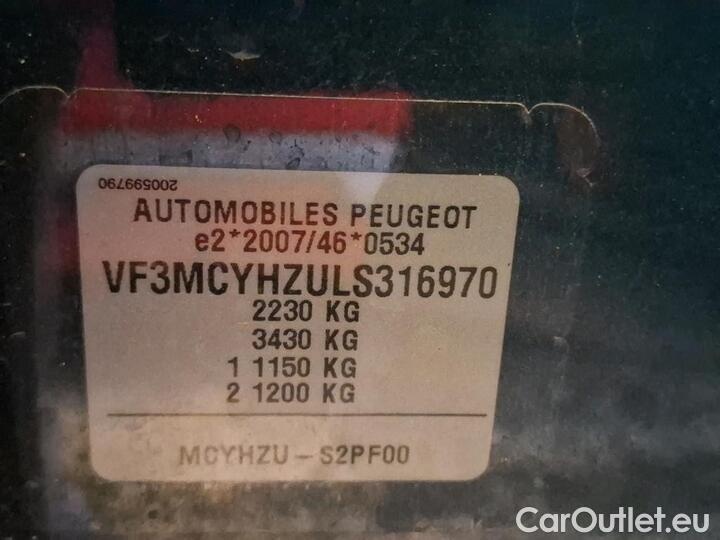 200599790
AUTOMOBILES PEUGEOT
e2*2007/46*0534
VF3MCYHZULS316970
2230 KG
3430 KG
1 1150 KG
2 1200 KG
MCYHZU - S2PF00
CarOutlet.eu